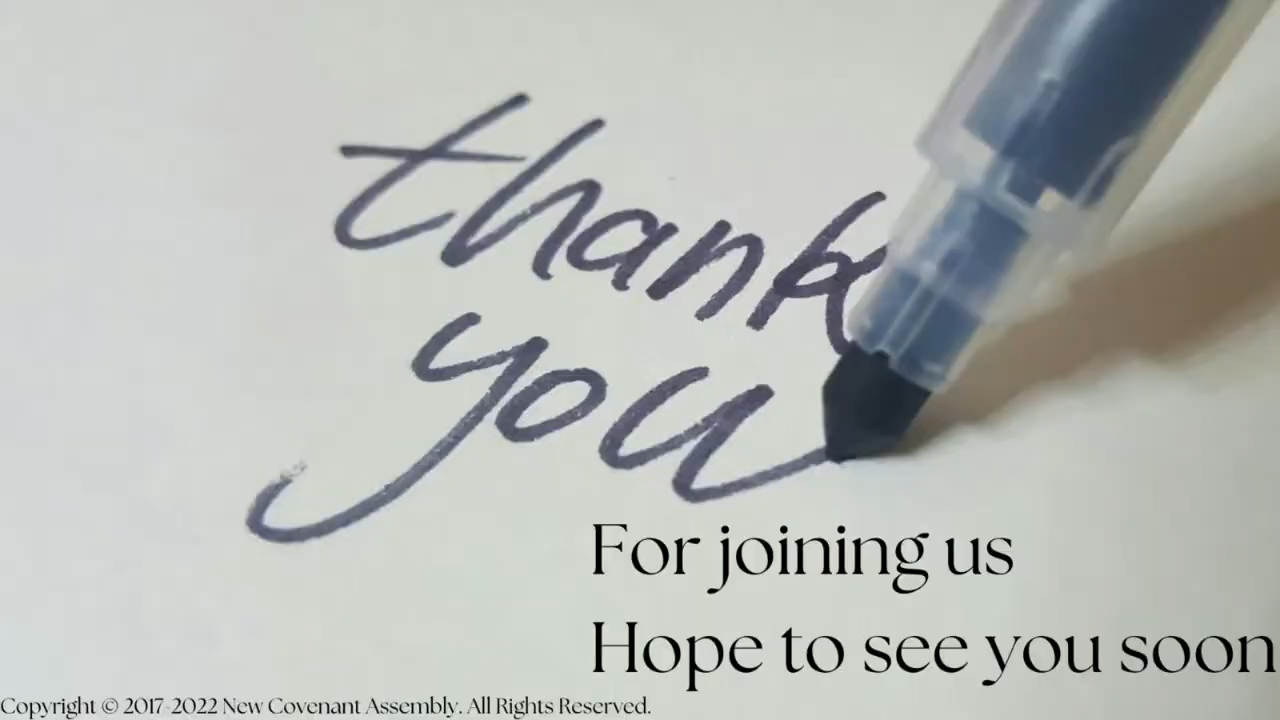 thank
you
For joining us
Hope to see you soon
Copyright © 2017-2022 New Covenant Assembly. All Rights Reserved.